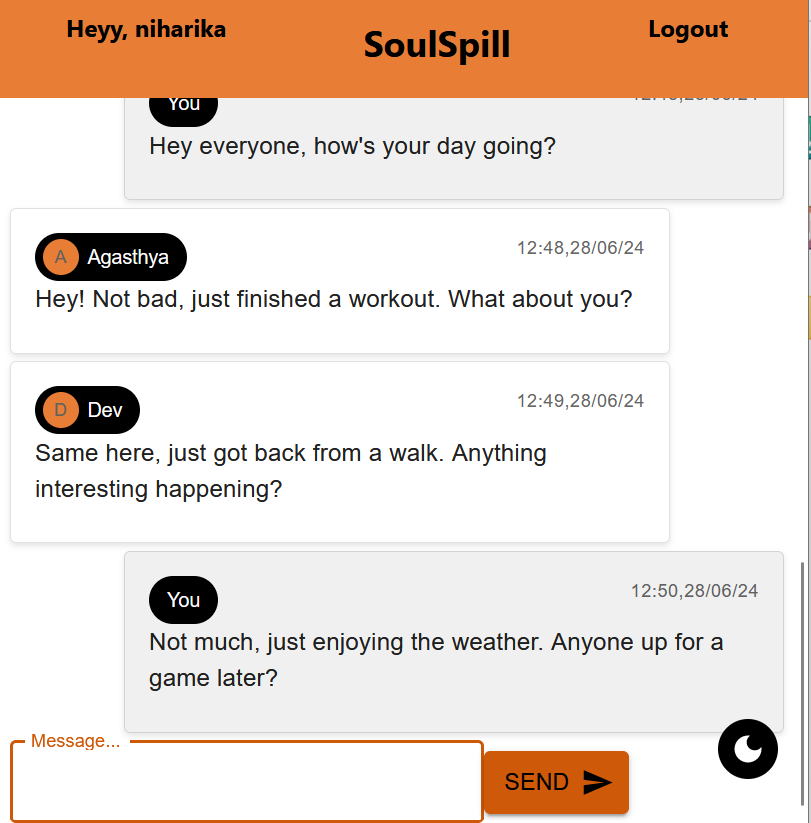 Heyy, niharika
SoulSpill
Logout
You
Hey everyone, how's your day going?
A
Agasthya
12:48,28/06/24
Hey! Not bad, just finished a workout. What about you?
D
Dev
12:49,28/06/24
Same here, just got back from a walk. Anything
interesting happening?
You
12:50,28/06/24
Not much, just enjoying the weather. Anyone up for a
game later?
Message...
SEND